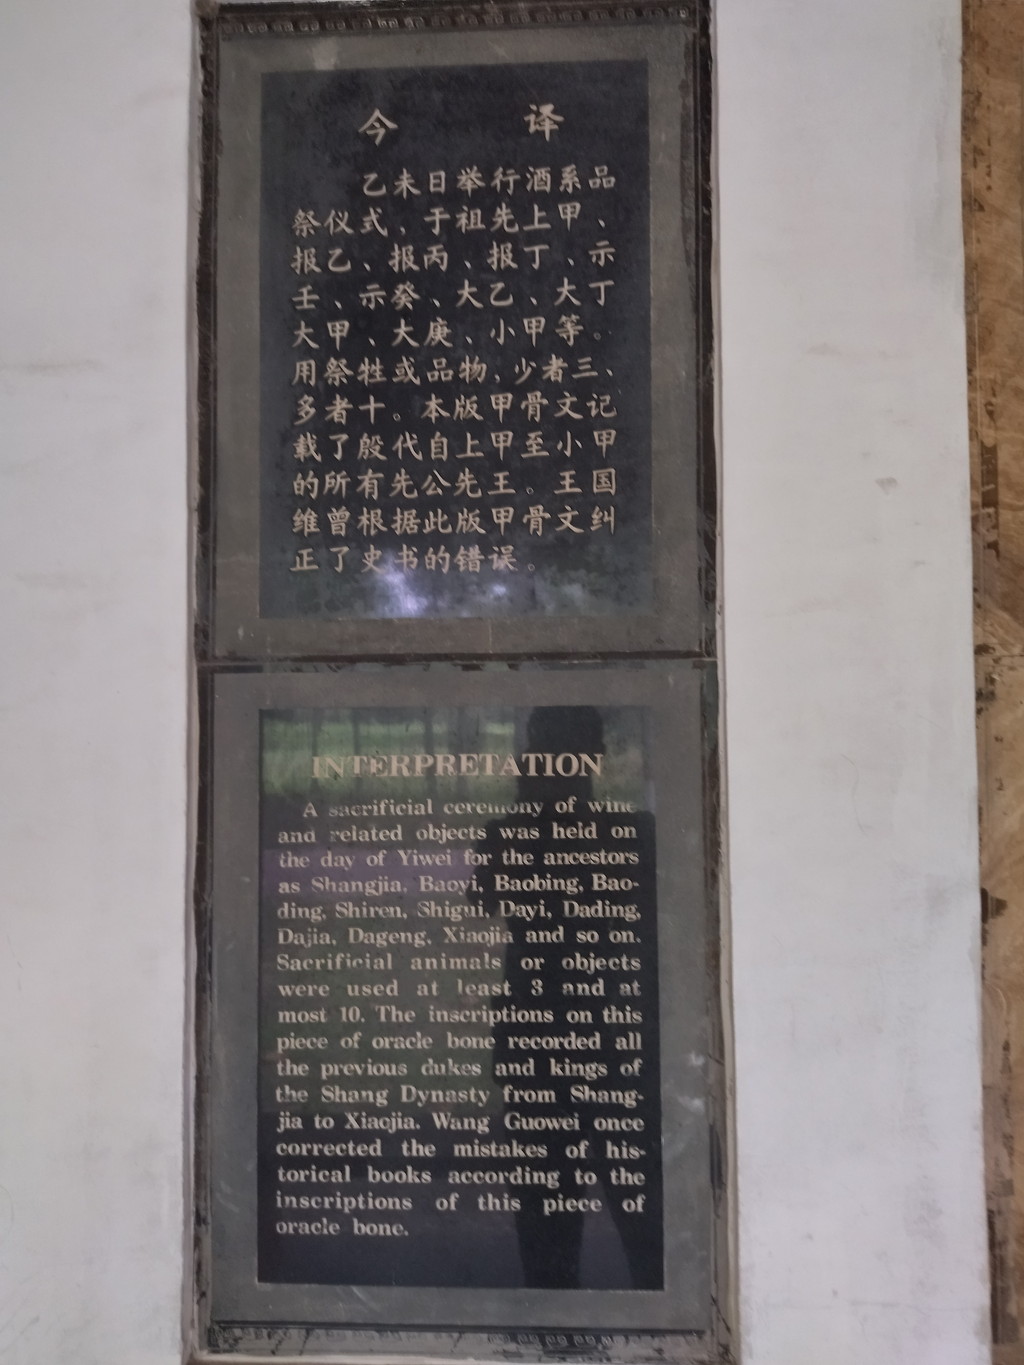 今 译
乙未日举行酒系品
祭仪式，于祖先上甲、
报乙、报丙、报丁、示
壬、示癸、大乙、大丁
大甲、大庚、小甲等。
用祭牲或品物，少者三、
多者十。本版甲骨文记
载了殷代自上甲至小甲
的所有先公先王。王国
维曾根据此版甲骨文纠
正了史书的错误。
INTERPRETATION
A sacrificial ceremony of wine
and related objects was held on
the day of Yiwei for the ancestors
as Shangjia, Baoyi, Baobing, Bao-
ding, Shiren, Shigui, Dayi, Dading,
Dajia, Dageng, Xiaojia and so on.
Sacrificial animals or objects
were used at least 3 and at
most 10. The inscriptions on this
piece of oracle bone recorded all
the previous dukes and kings of
the Shang Dynasty from Shang-
jia to Xiaojia. Wang Guowei once
corrected the mistakes of his-
torical books according to the
inscriptions of this piece of
oracle bone.